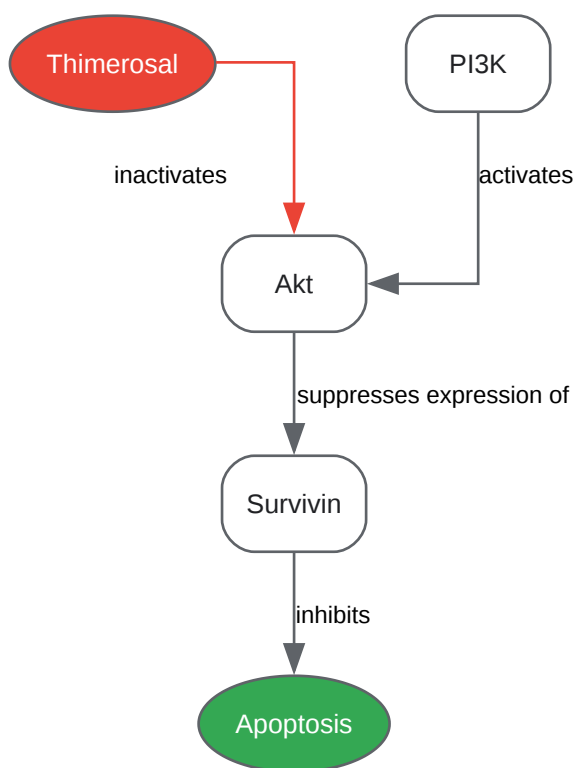 Thimerosal
PI3K
inactivates
activates
Akt
suppresses expression of
Survivin
inhibits
Apoptosis